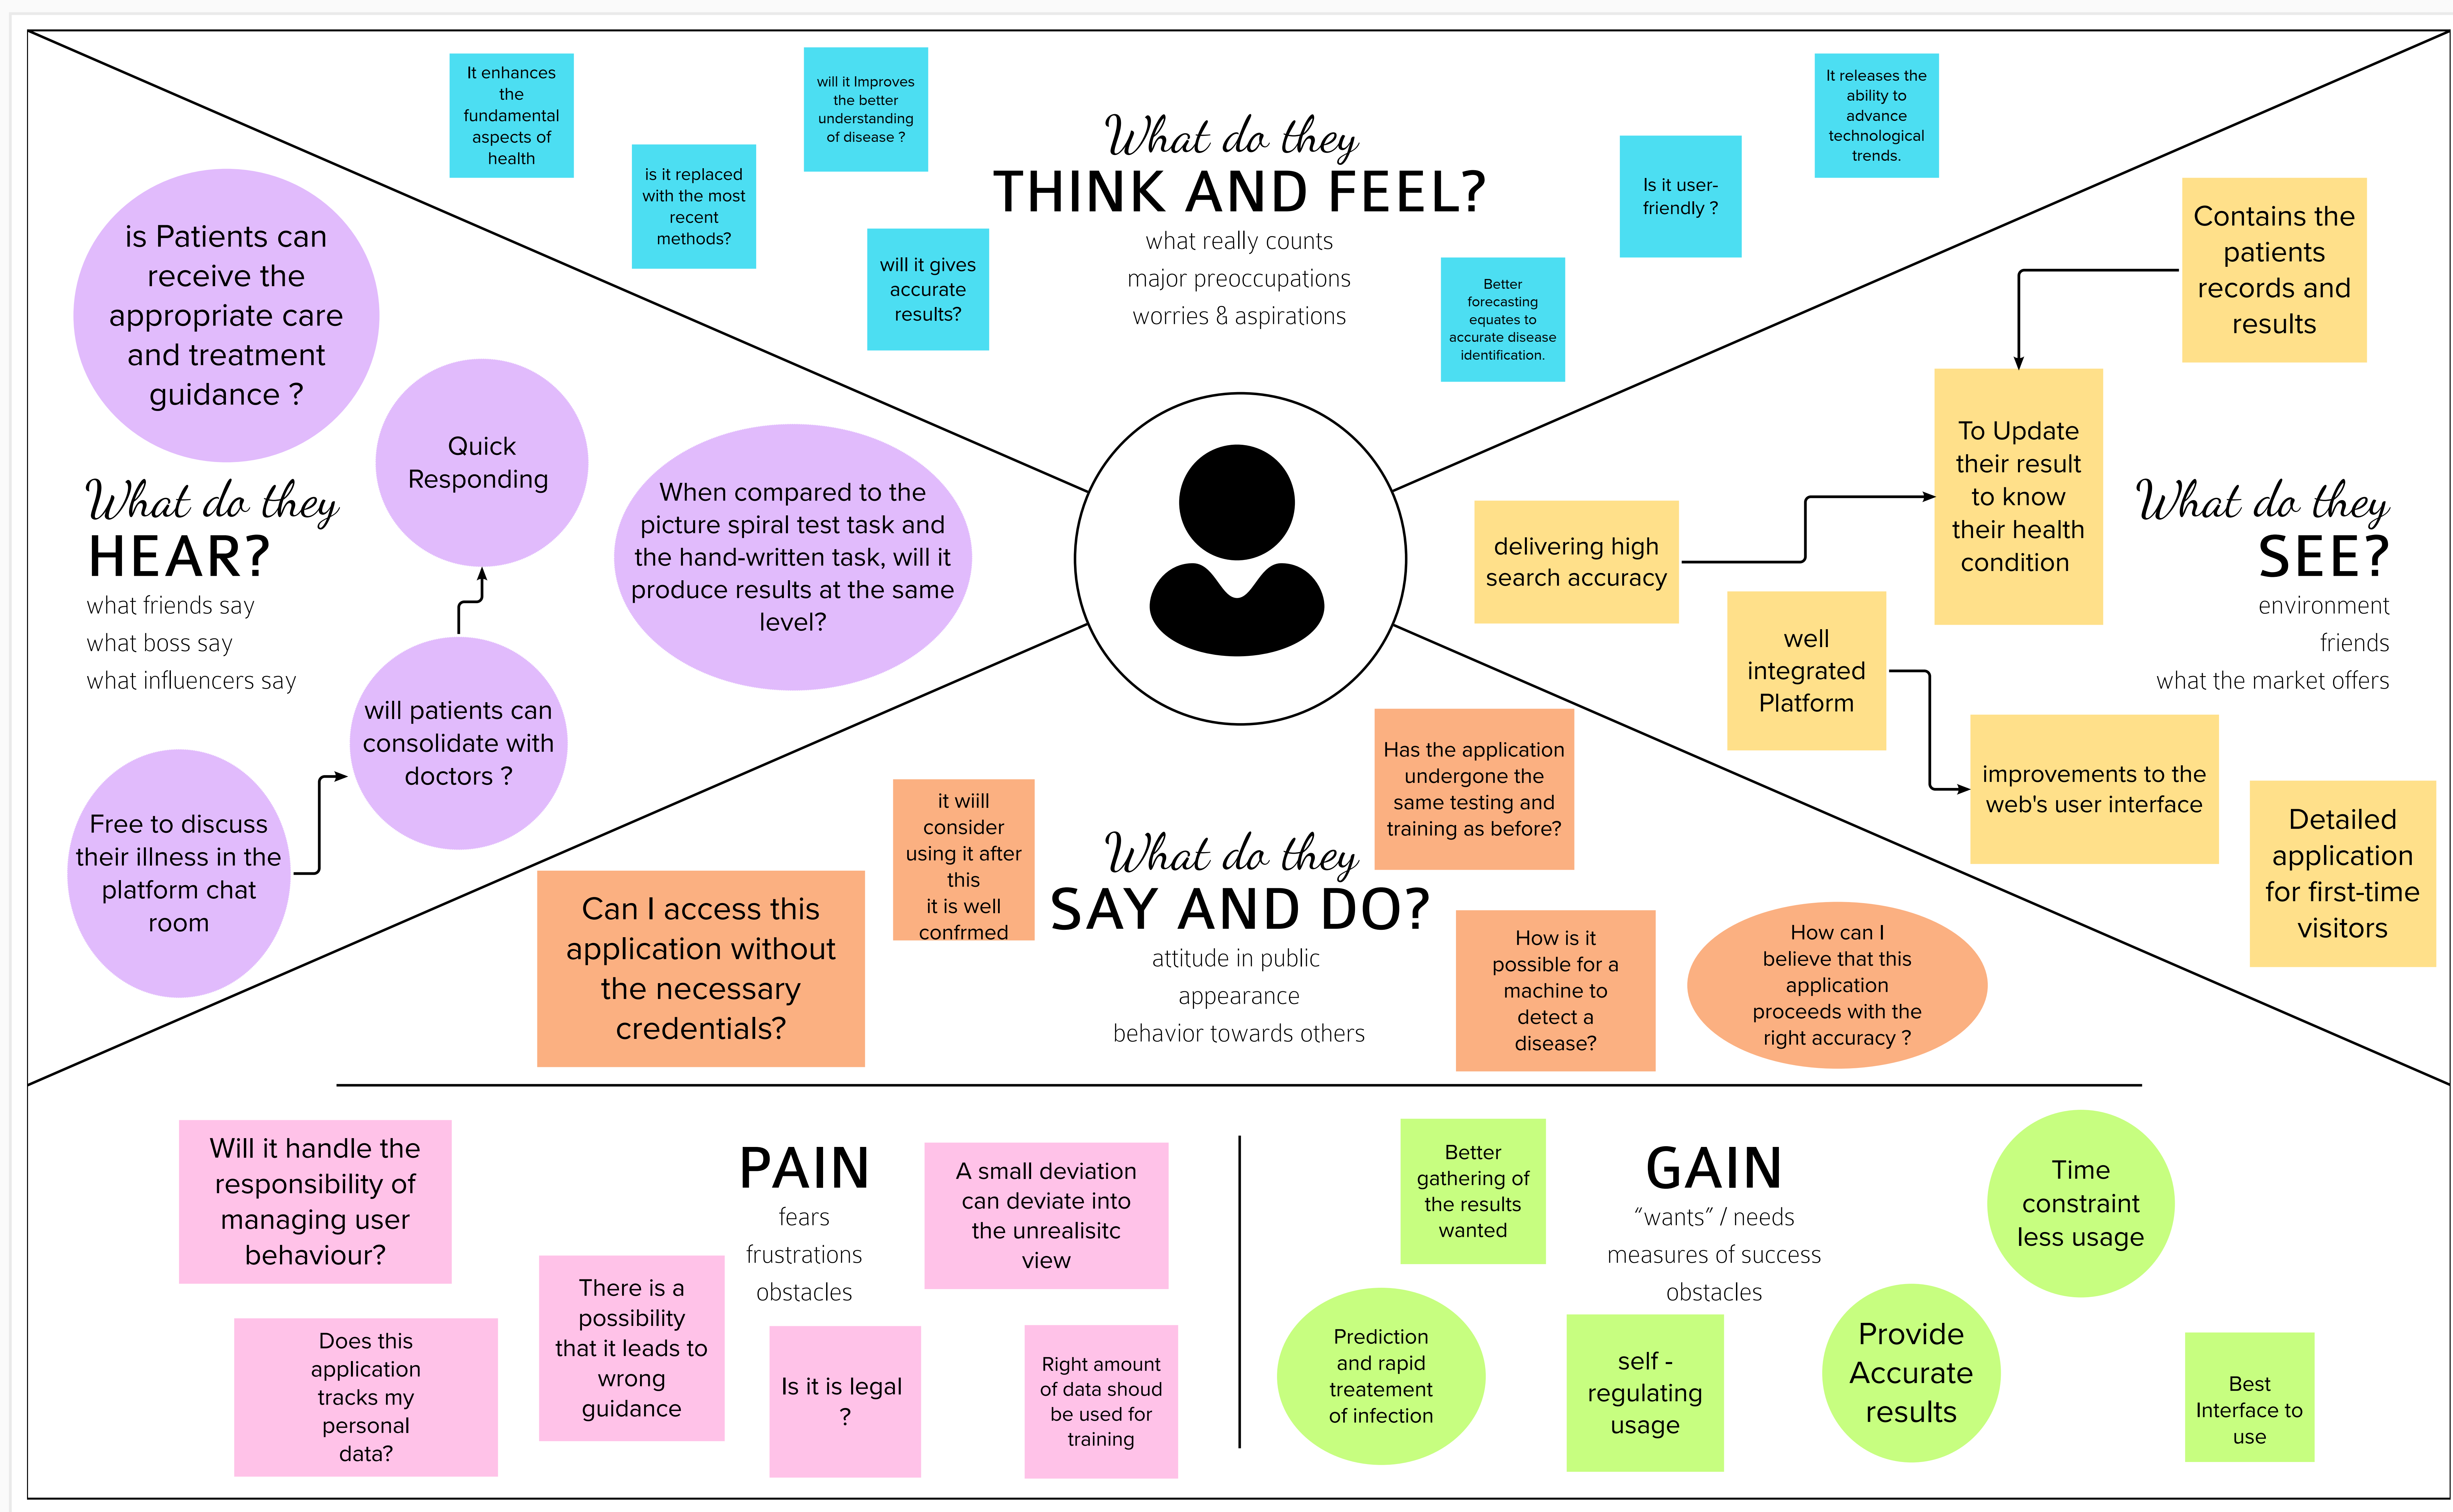 It enhances
the
fundamental
aspects of
health
is it replaced
with the most
recent
methods?
will it Improves
the better
understanding
of disease ?
will it gives
accurate
results?
What do they
THINK AND FEEL?
what really counts
major preoccupations
worries & aspirations
Better
forecasting
equates to
accurate disease
identification.
Is it user-
friendly ?
It releases the
ability to
advance
technological
trends.
is Patients can
receive the
appropriate care
and treatment
guidance ?
Quick
Responding
When compared to the
picture spiral test task and
the hand-written task, will it
produce results at the same
level?
What do they
HEAR?
what friends say
what boss say
what influencers say
will patients can
consolidate with
doctors ?
Free to discuss
their illness in the
platform chat
room
Contains the
patients
records and
results
To Update
their result
to know
their health
condition
delivering high
search accuracy
What do they
SEE?
environment
friends
what the market offers
well
integrated
Platform
improvements to the
web's user interface
Detailed
application
for first-time
visitors
Can I access this
application without
the necessary
credentials?
it wiill
consider
using it after
this
it is well
confrmed
What do they
SAY AND DO?
attitude in public
appearance
behavior towards others
Has the application
undergone the
same testing and
training as before?
How is it
possible for a
machine to
detect a
disease?
How can I
believe that this
application
proceeds with the
right accuracy ?
Will it handle the
responsibility of
managing user
behaviour?
Does this
application
tracks my
personal
data?
There is a
possibility
that it leads to
wrong
guidance
PAIN
fears
frustrations
obstacles
A small deviation
can deviate into
the unrealisitc
view
Is it is legal
?
Right amount
of data shoud
be used for
training
Better
gathering of
the results
wanted
GAIN
“wants” / needs
measures of success
obstacles
Time
constraint
less usage
Prediction
and rapid
treatement
of infection
self -
regulating
usage
Provide
Accurate
results
Best
Interface to
use